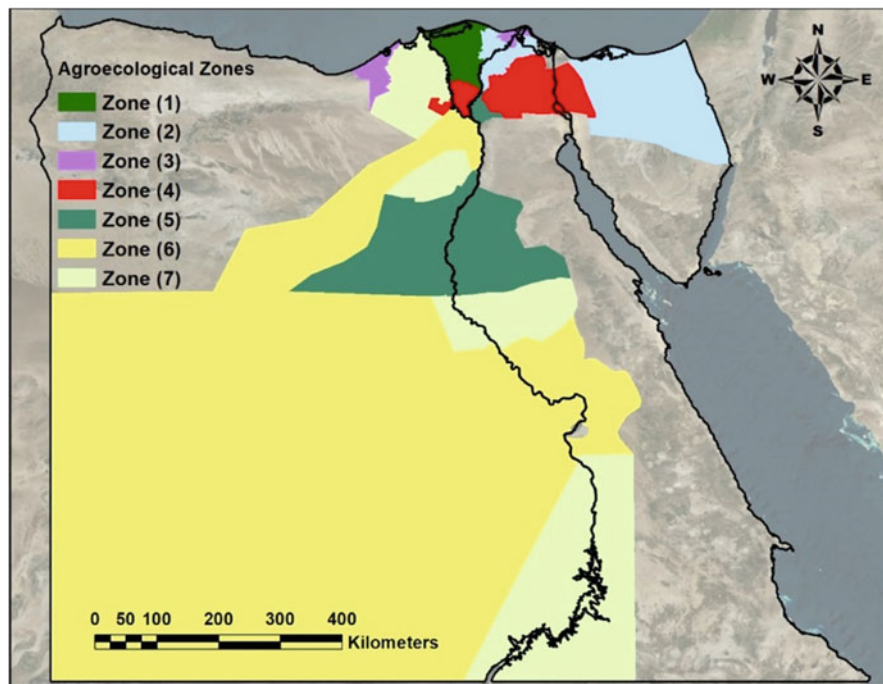 N
W E
S
Agroecological Zones
Zone (1)
Zone (2)
Zone (3)
Zone (4)
Zone (5)
Zone (6)
Zone (7)
0 50 100 200 300 400
Kilometers